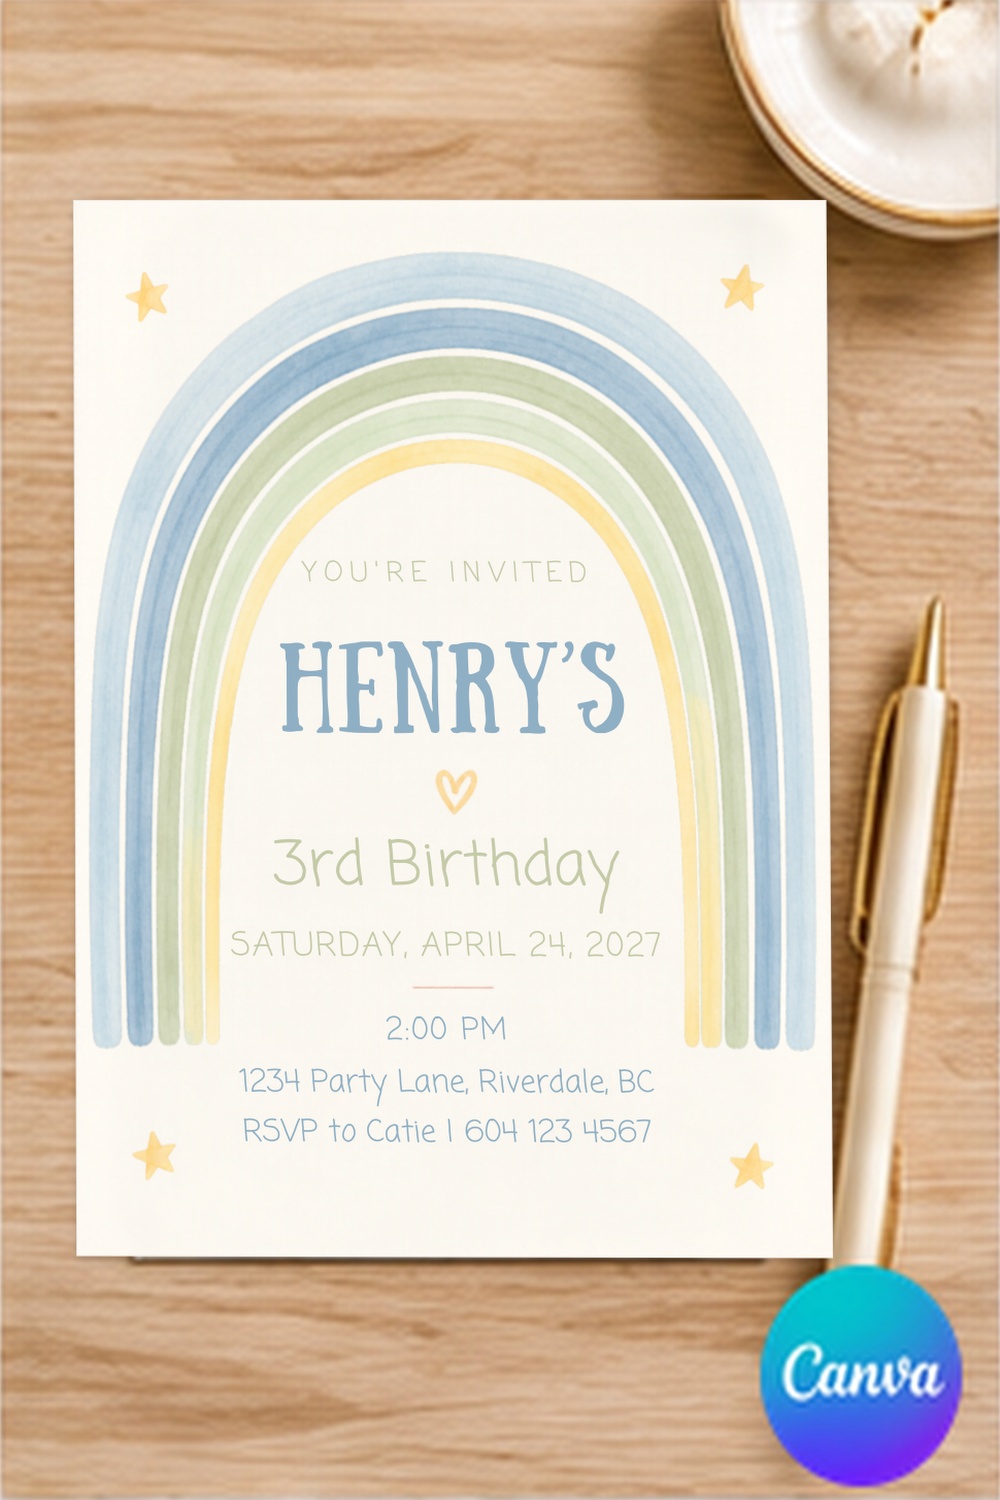 YOU'RE INVITED
HENRY'S
3rd Birthday
SATURDAY, APRIL 24, 2027
2:00 PM
1234 Party Lane, Riverdale, BC
RSVP to Catie | 604 123 4567
Canva